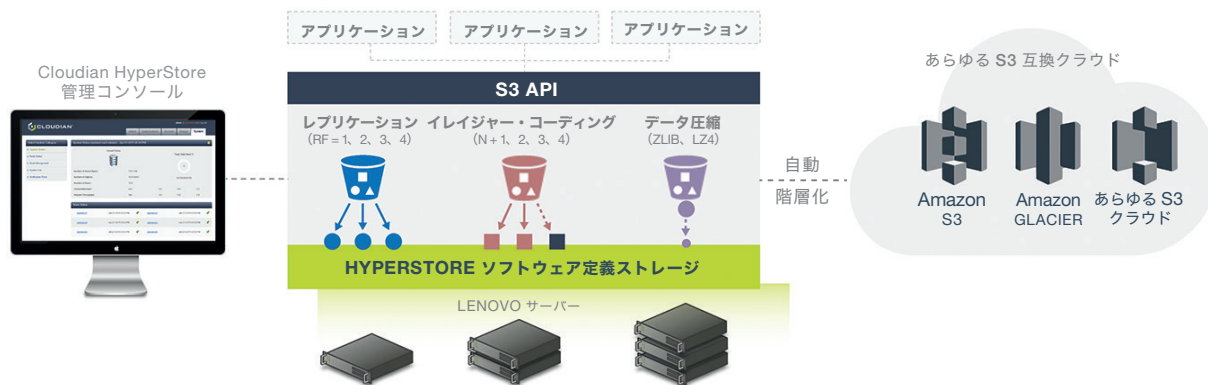 アプリケーション
アプリケーション
アプリケーション
Cloudian HyperStore
管理コンソール
CLOUDIAN
S3 API
レプリケーション
(RF = 1、2、3、4)
イレイジャー・コーディング
(N + 1、2、3、4)
データ圧縮
(ZLIB、LZ4)
HYPERSTORE ソフトウェア定義ストレージ
LENOVO サーバー
自動
階層化
あらゆる S3 互換クラウド
Amazon
S3
Amazon
GLACIER
あらゆる S3
クラウド